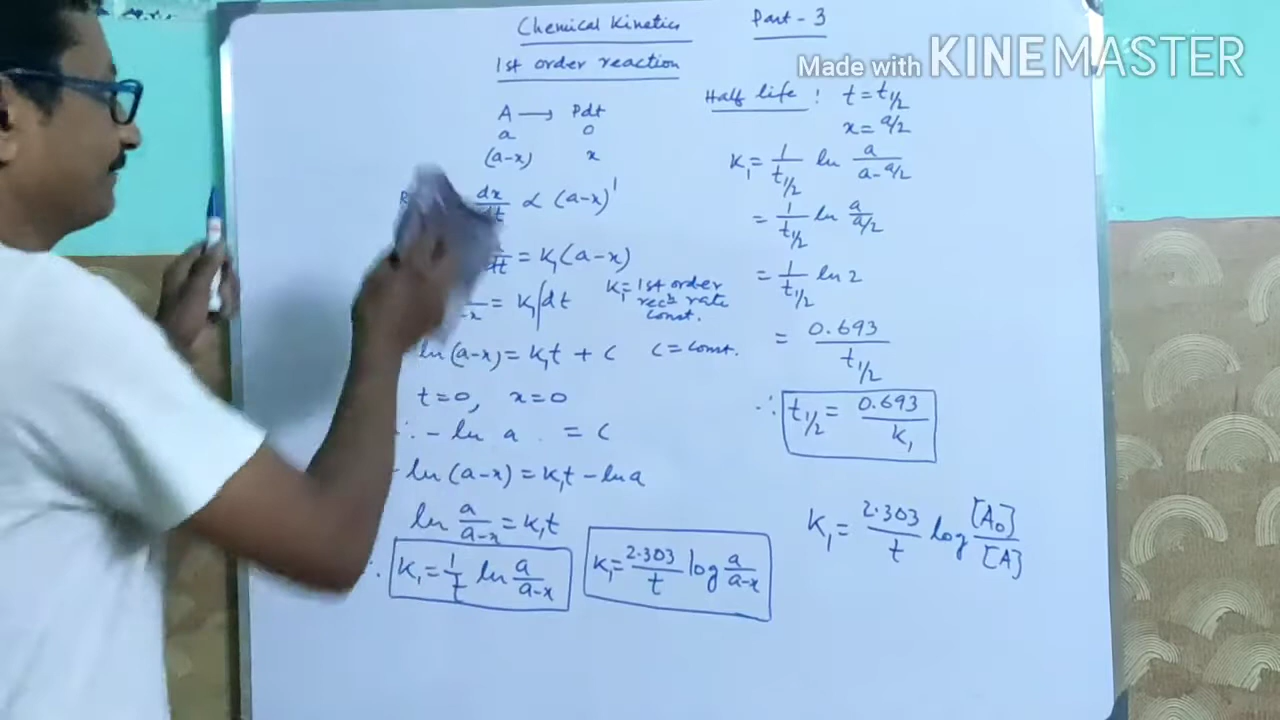 Chemical Kinetics Part - 3
Made with KINEMASTER
1st order reaction
A ⟶ Pdt
a 0
(a-x) x
dx/dt ∝ (a-x)¹
= K₁(a-x)
= K₁∫dt K₁= 1st order
recⁿ rate
const.
ln(a-x) = K₁t + C C = const.
t=0, x=0
∴ -ln a = C
-ln(a-x) = K₁t - ln a
ln a/(a-x) = K₁t
∴ K₁ = 1/t ln a/(a-x)
K₁ = 2.303/t log a/(a-x)
Half life ! t = t₁/₂
x = a/2
K₁ = 1/t₁/₂ ln a/(a-a/2)
= 1/t₁/₂ ln a/(a/2)
= 1/t₁/₂ ln 2
= 0.693/t₁/₂
∴ t₁/₂ = 0.693/K₁
K₁ = 2.303/t log [A₀]/[A]